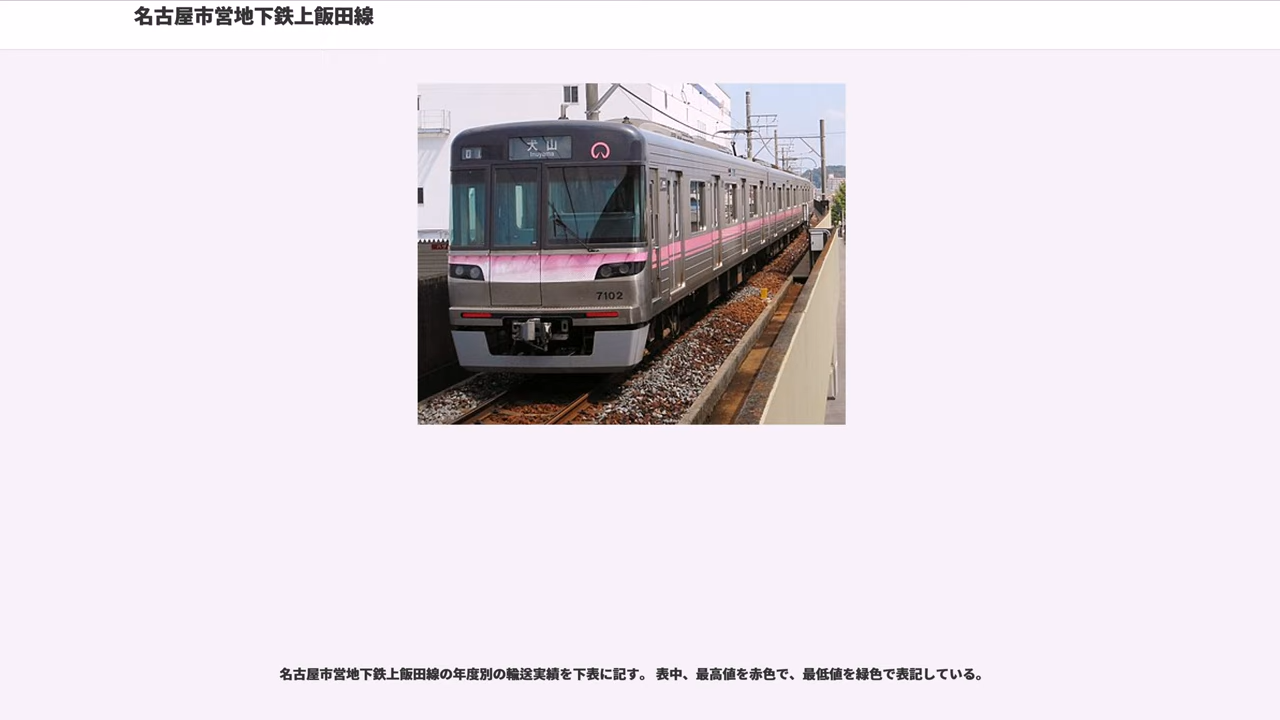 名古屋市営地下鉄上飯田線
犬山
Inuyama
7102
名古屋市営地下鉄上飯田線の年度別の輸送実績を下表に記す。 表中、最高値を赤色で、最低値を緑色で表記している。